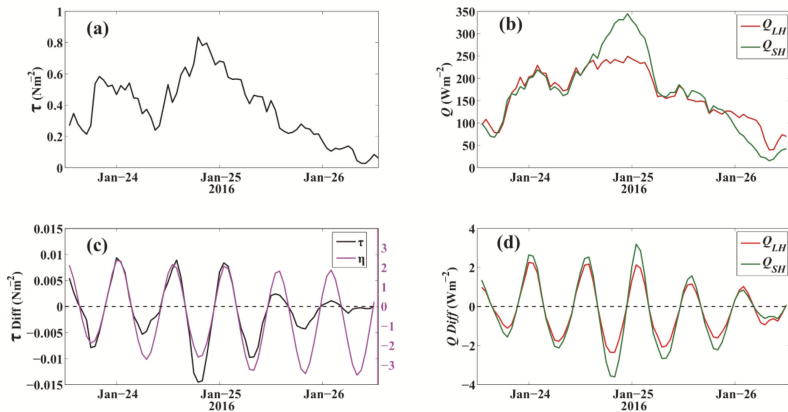 (a)
τ (Nm⁻²)
1
0.8
0.6
0.4
0.2
0
Jan−24
Jan−25
Jan−26
2016
(b)
Q (Wm⁻²)
350
300
250
200
150
100
50
0
Q_LH
Q_SH
Jan−24
Jan−25
Jan−26
2016
(c)
τ Diff (Nm⁻²)
0.015
0.01
0.005
0
−0.005
−0.01
−0.015
τ
η
3
2
1
0
−1
−2
−3
Jan−24
Jan−25
Jan−26
2016
(d)
Q Diff (Wm⁻²)
4
2
0
−2
−4
Q_LH
Q_SH
Jan−24
Jan−25
Jan−26
2016